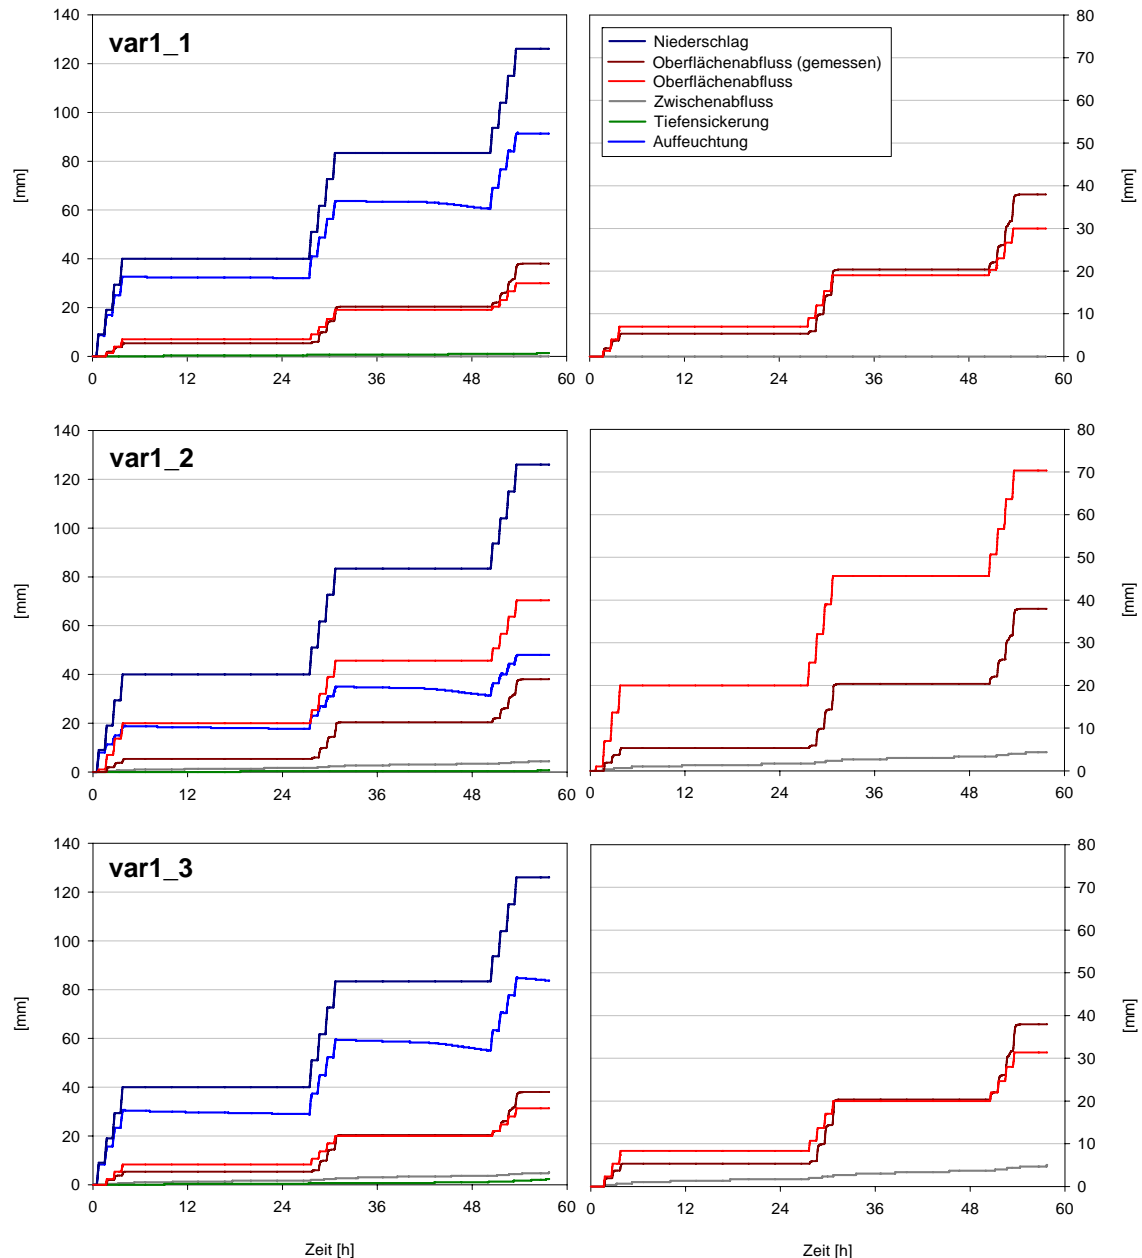 140
120
100
80
60
40
20
0
[mm]
var1_1
0 12 24 36 48 60
Niederschlag
Oberflächenabfluss (gemessen)
Oberflächenabfluss
Zwischenabfluss
Tiefensickerung
Auffeuchtung
80
70
60
50
40
30
20
10
0
[mm]
0 12 24 36 48 60
140
120
100
80
60
40
20
0
[mm]
var1_2
0 12 24 36 48 60
80
70
60
50
40
30
20
10
0
[mm]
0 12 24 36 48 60
140
120
100
80
60
40
20
0
[mm]
var1_3
0 12 24 36 48 60
Zeit [h]
80
70
60
50
40
30
20
10
0
[mm]
0 12 24 36 48 60
Zeit [h]